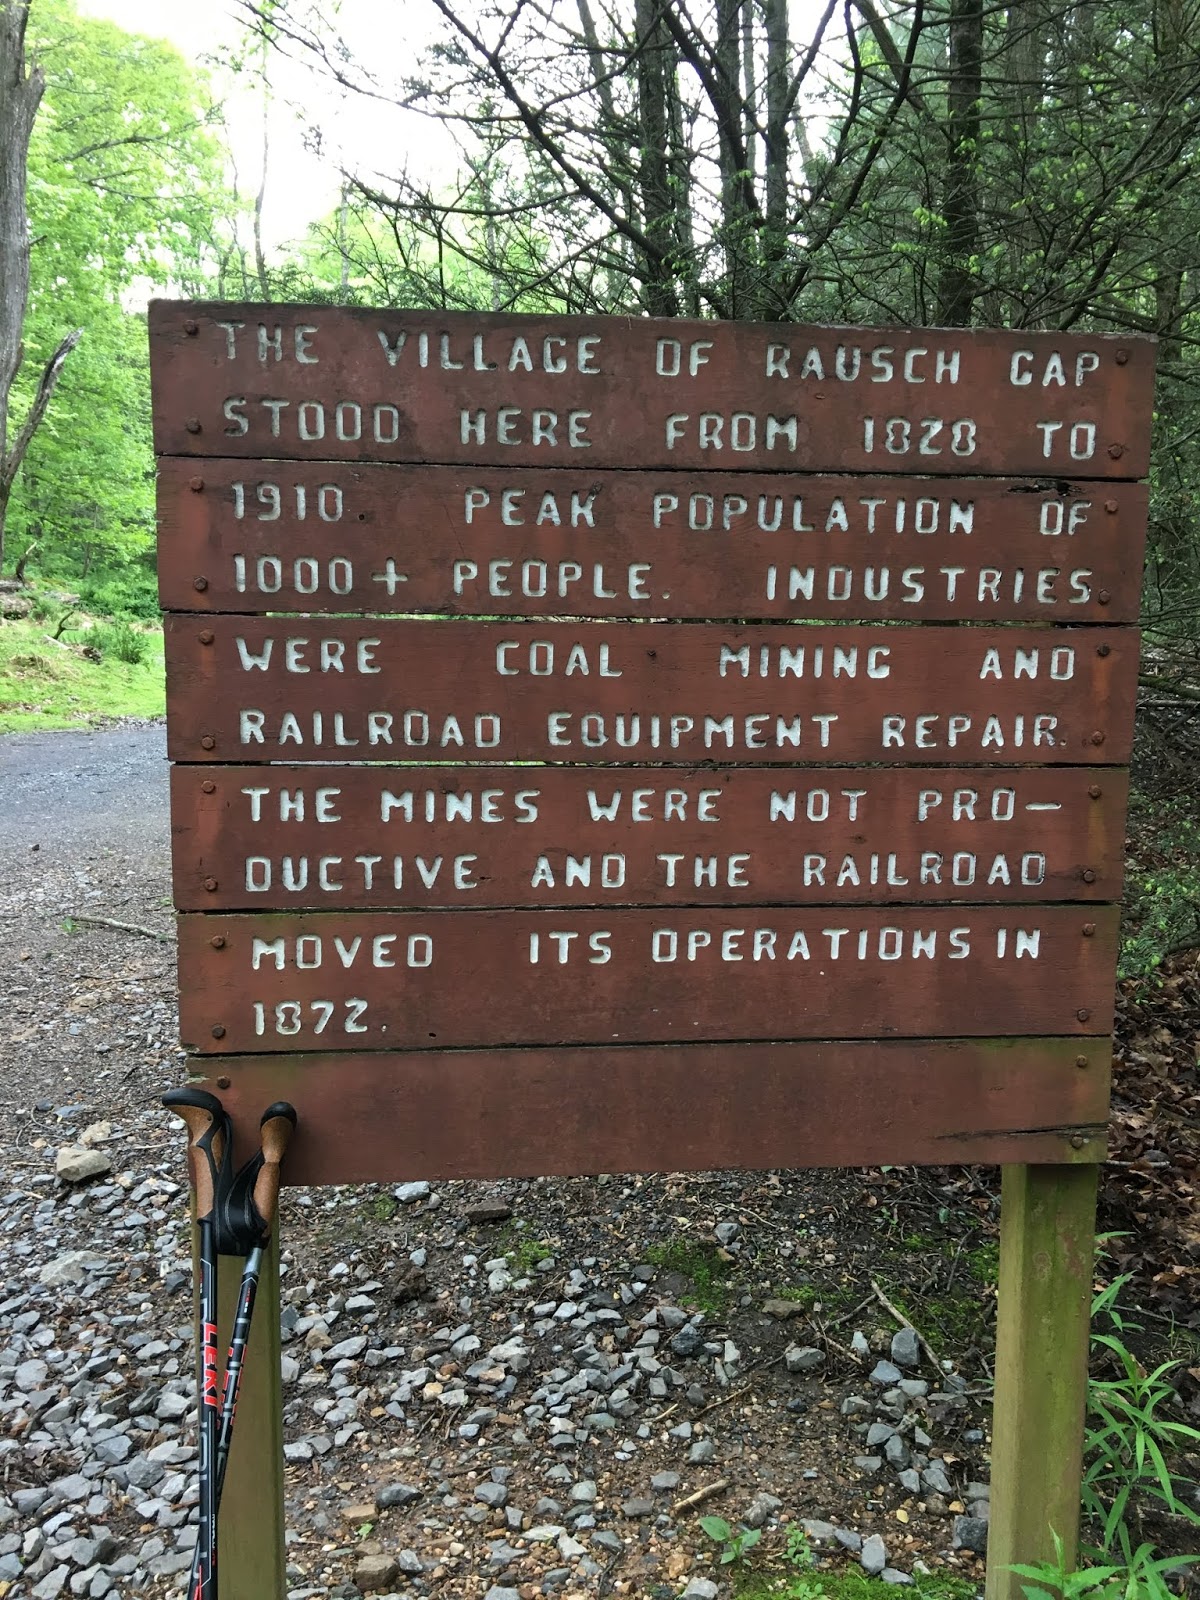 THE VILLAGE OF RAUSCH GAP
STOOD HERE FROM 1828 TO
1910. PEAK POPULATION OF
1000+ PEOPLE. INDUSTRIES
WERE COAL MINING AND
RAILROAD EQUIPMENT REPAIR.
THE MINES WERE NOT PRO-
DUCTIVE AND THE RAILROAD
MOVED ITS OPERATIONS IN
1872.
LEKI